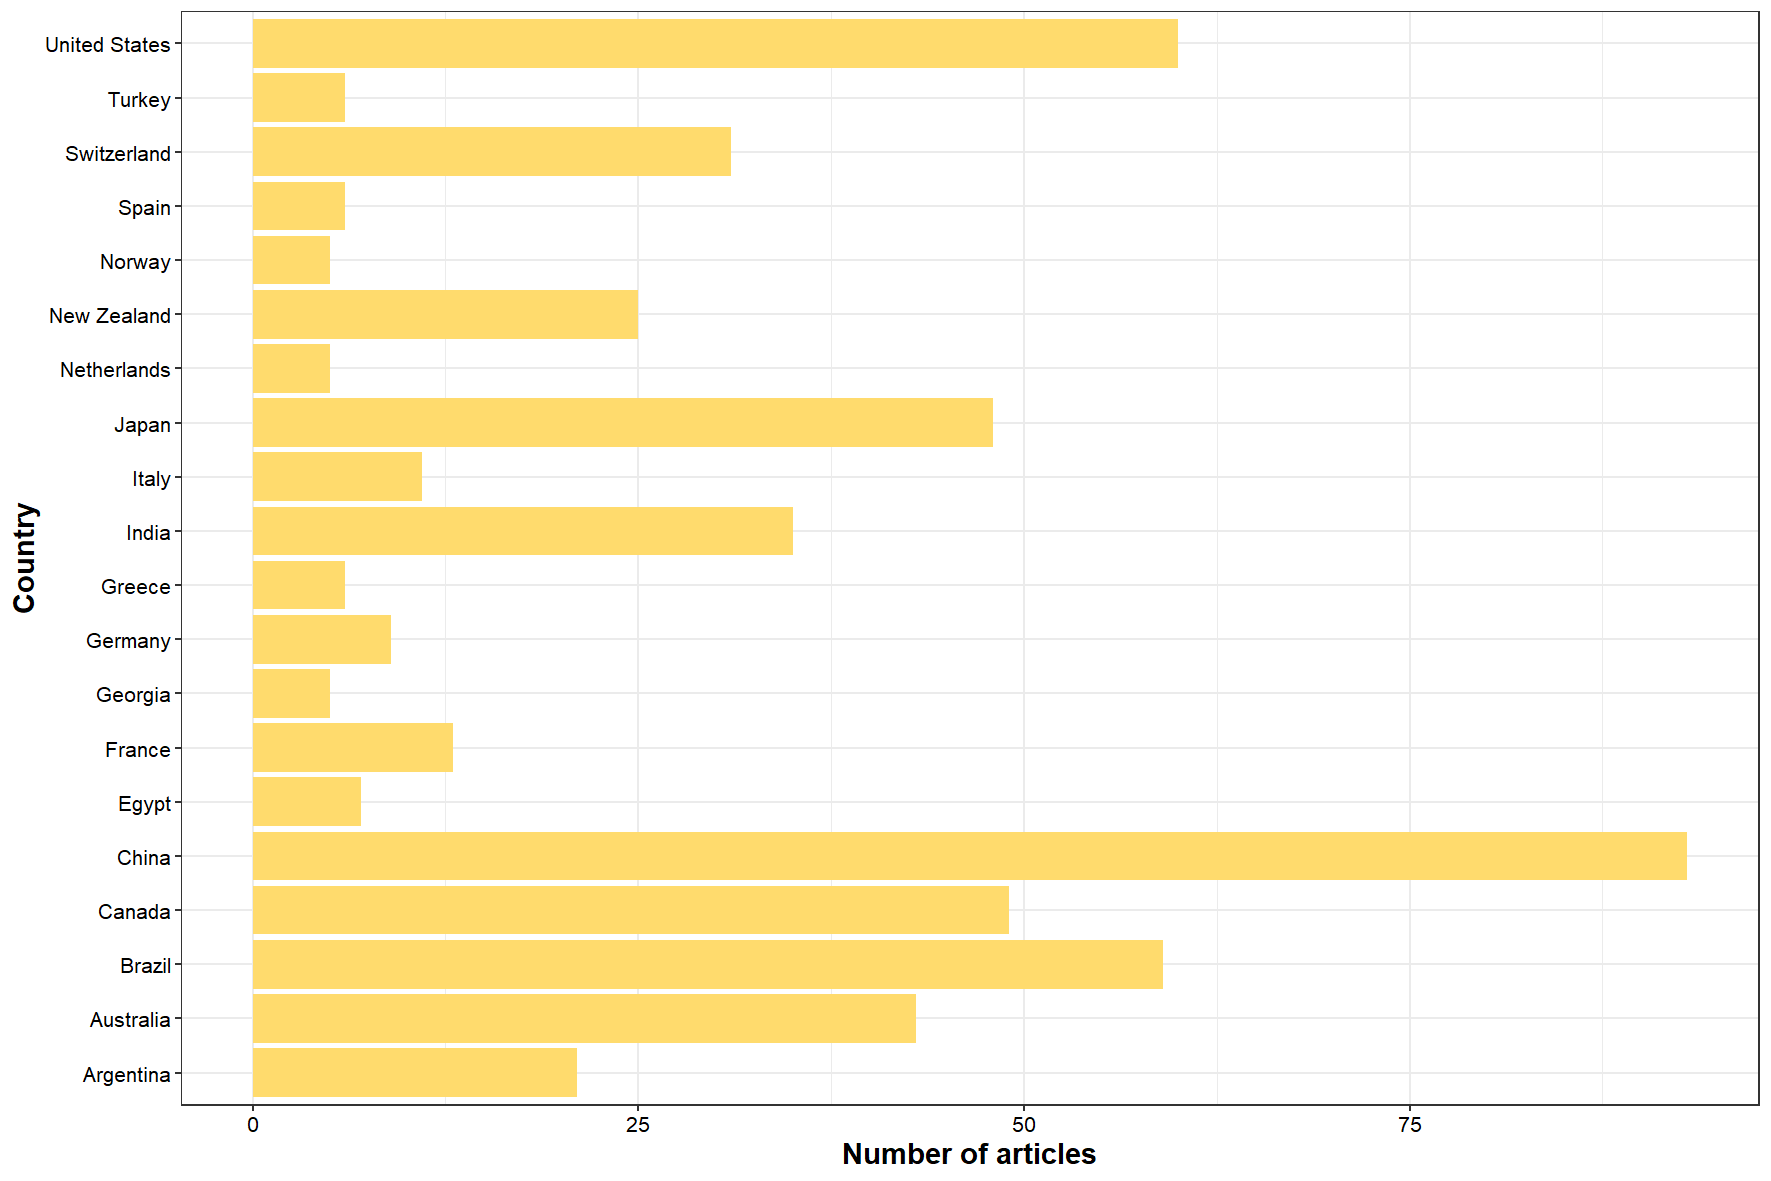 United States
Turkey
Switzerland
Spain
Norway
New Zealand
Netherlands
Japan
Italy
India
Greece
Germany
Georgia
France
Egypt
China
Canada
Brazil
Australia
Argentina
Country
0 25 50 75
Number of articles